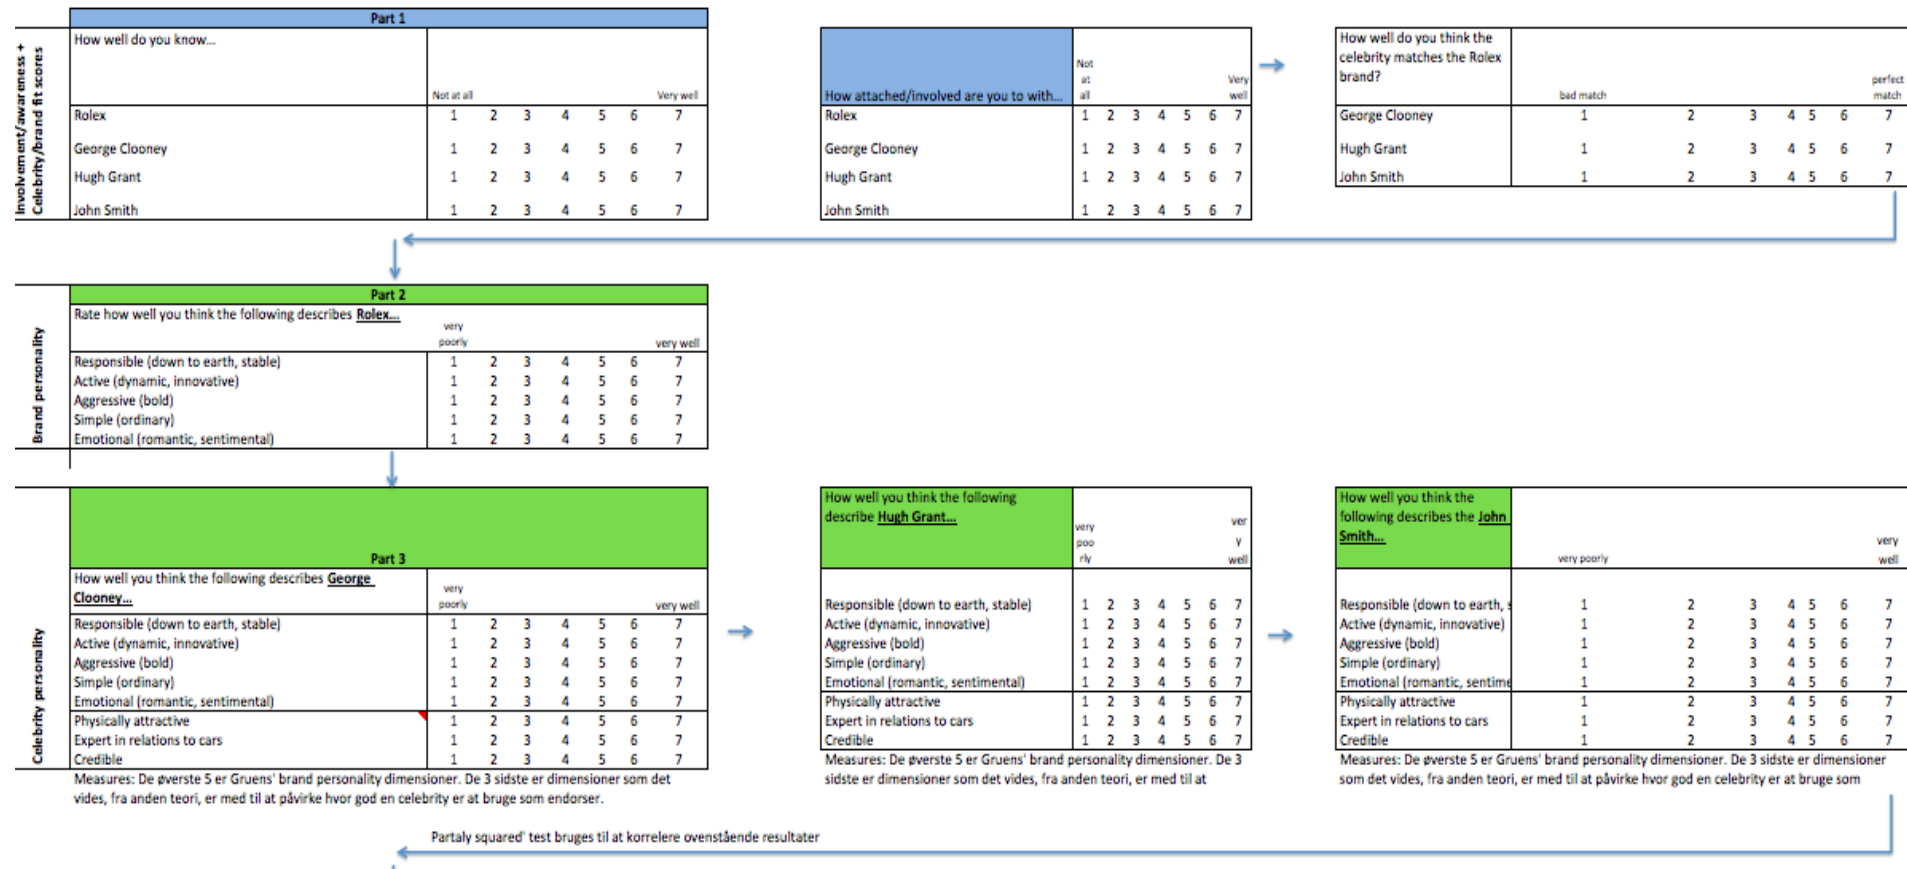 Part 1
Involvement/awareness +
Celebrity/brand fit scores
How well do you know...
Not at all Very well
Rolex 1 2 3 4 5 6 7
George Clooney 1 2 3 4 5 6 7
Hugh Grant 1 2 3 4 5 6 7
John Smith 1 2 3 4 5 6 7
How attached/involved are you to with...
Not
at
all
Very
well
Rolex 1 2 3 4 5 6 7
George Clooney 1 2 3 4 5 6 7
Hugh Grant 1 2 3 4 5 6 7
John Smith 1 2 3 4 5 6 7
How well do you think the
celebrity matches the Rolex
brand?
bad match
perfect
match
George Clooney 1 2 3 4 5 6 7
Hugh Grant 1 2 3 4 5 6 7
John Smith 1 2 3 4 5 6 7
Part 2
Brand personality
Rate how well you think the following describes Rolex...
very
poorly
very well
Responsible (down to earth, stable) 1 2 3 4 5 6 7
Active (dynamic, innovative) 1 2 3 4 5 6 7
Aggressive (bold) 1 2 3 4 5 6 7
Simple (ordinary) 1 2 3 4 5 6 7
Emotional (romantic, sentimental) 1 2 3 4 5 6 7
Part 3
Celebrity personality
How well you think the following describes George
Clooney...
very
poorly
very well
Responsible (down to earth, stable) 1 2 3 4 5 6 7
Active (dynamic, innovative) 1 2 3 4 5 6 7
Aggressive (bold) 1 2 3 4 5 6 7
Simple (ordinary) 1 2 3 4 5 6 7
Emotional (romantic, sentimental) 1 2 3 4 5 6 7
Physically attractive 1 2 3 4 5 6 7
Expert in relations to cars 1 2 3 4 5 6 7
Credible 1 2 3 4 5 6 7
Measures: De øverste 5 er Gruens' brand personality dimensioner. De 3 sidste er dimensioner som det
vides, fra anden teori, er med til at påvirke hvor god en celebrity er at bruge som endorser.
How well you think the following
describe Hugh Grant...
very
poo
rly
ver
y
well
Responsible (down to earth, stable) 1 2 3 4 5 6 7
Active (dynamic, innovative) 1 2 3 4 5 6 7
Aggressive (bold) 1 2 3 4 5 6 7
Simple (ordinary) 1 2 3 4 5 6 7
Emotional (romantic, sentimental) 1 2 3 4 5 6 7
Physically attractive 1 2 3 4 5 6 7
Expert in relations to cars 1 2 3 4 5 6 7
Credible 1 2 3 4 5 6 7
Measures: De øverste 5 er Gruens' brand personality dimensioner. De 3
sidste er dimensioner som det vides, fra anden teori, er med til at
How well you think the
following describes the John
Smith...
very poorly
very
well
Responsible (down to earth, s 1 2 3 4 5 6 7
Active (dynamic, innovative) 1 2 3 4 5 6 7
Aggressive (bold) 1 2 3 4 5 6 7
Simple (ordinary) 1 2 3 4 5 6 7
Emotional (romantic, sentime 1 2 3 4 5 6 7
Physically attractive 1 2 3 4 5 6 7
Expert in relations to cars 1 2 3 4 5 6 7
Credible 1 2 3 4 5 6 7
Measures: De øverste 5 er Gruens' brand personality dimensioner. De 3 sidste er dimensioner
som det vides, fra anden teori, er med til at påvirke hvor god en celebrity er at bruge som
Partaly squared' test bruges til at korrelere ovenstående resultater